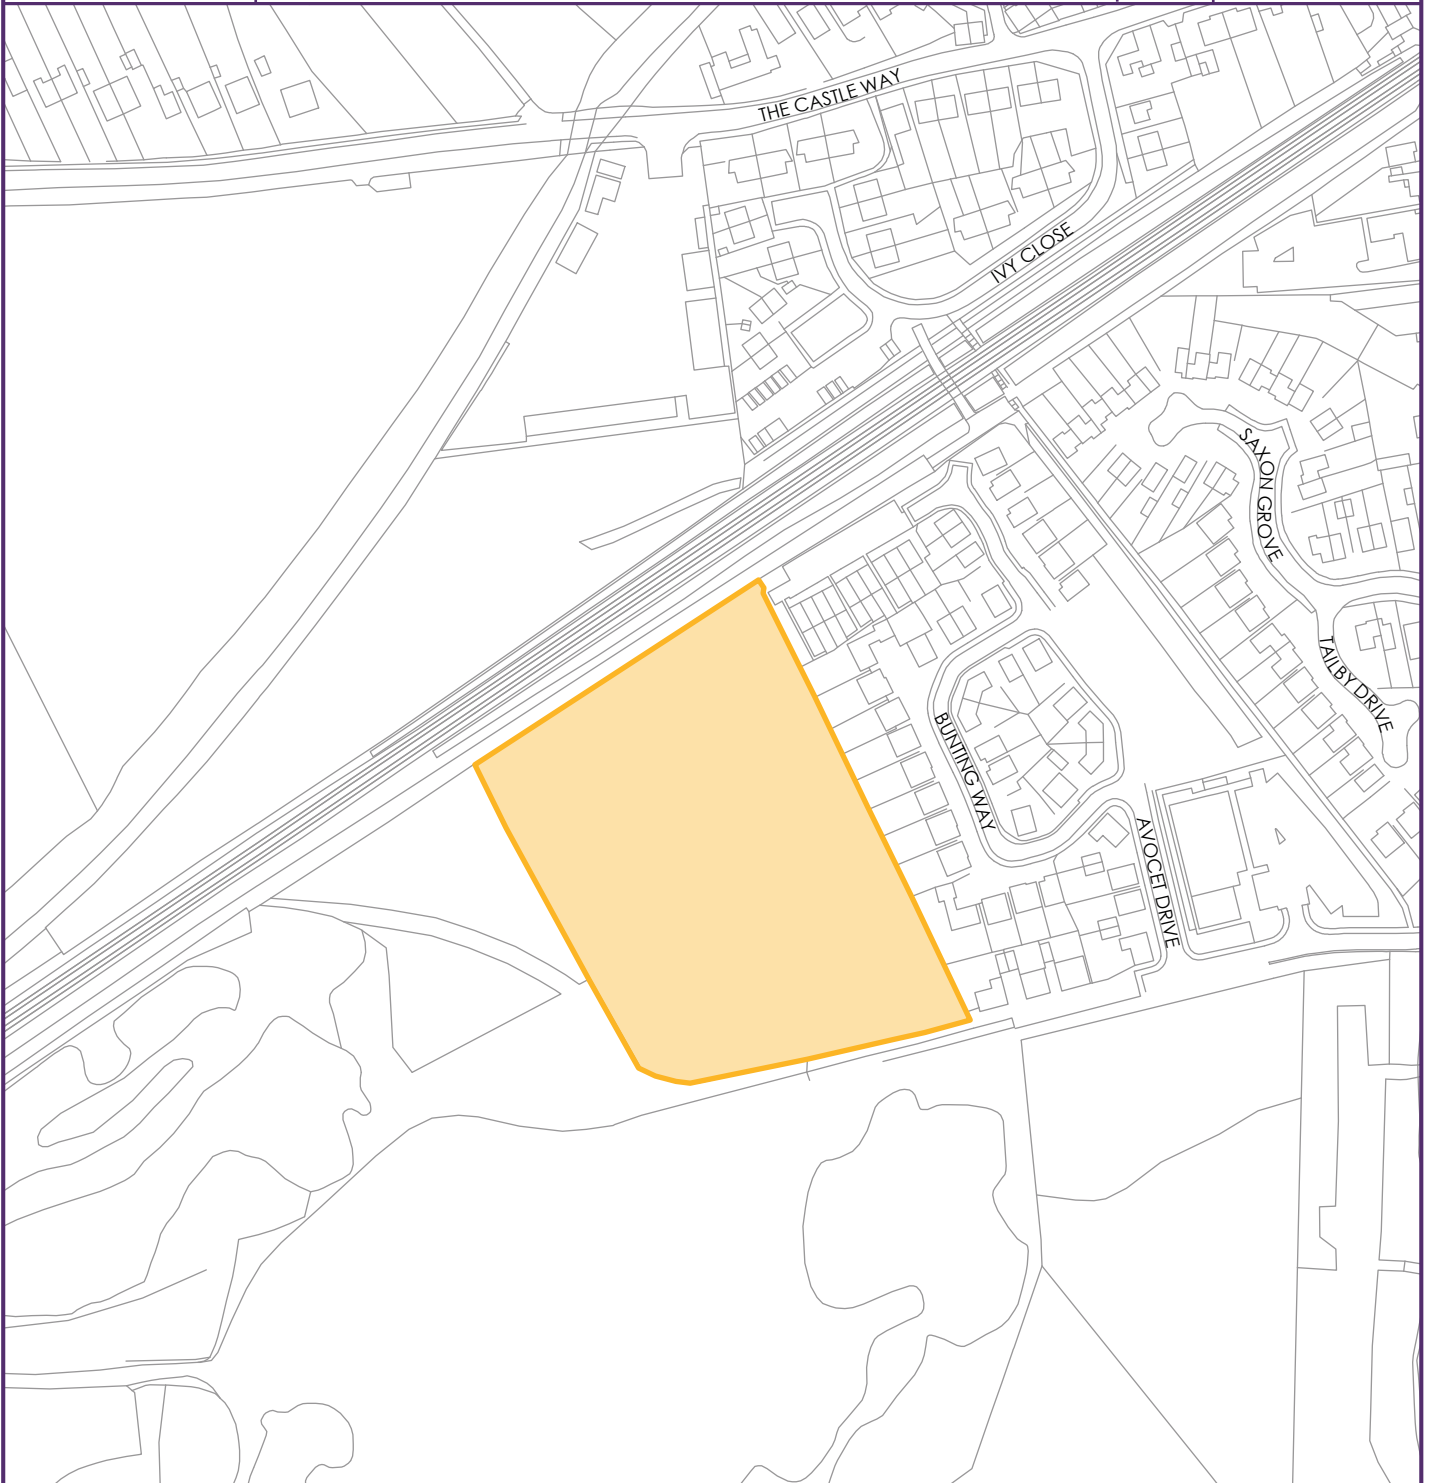 THE CASTLE WAY
IVY CLOSE
SAXON GROVE
TAILBY DRIVE
BUNTING WAY
AVOCET DRIVE